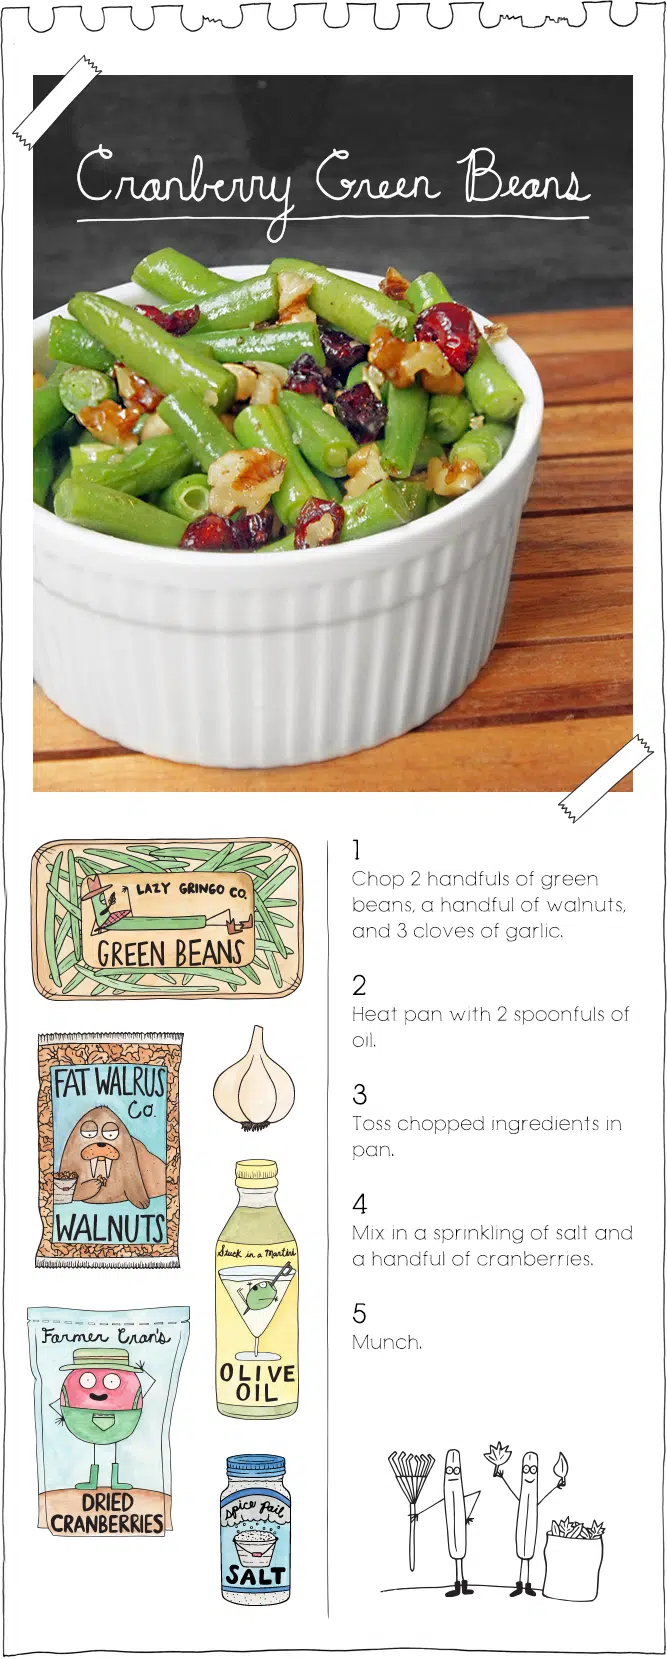 Cranberry Green Beans
LAZY GRINGO CO.
GREEN BEANS
FAT WALRUS
Co.
WALNUTS
Stuck in a Martini
OLIVE
OIL
Farmer Cran's
DRIED
CRANBERRIES
Spice Pail
SALT
1
Chop 2 handfuls of green
beans, a handful of walnuts,
and 3 cloves of garlic.
2
Heat pan with 2 spoonfuls of
oil.
3
Toss chopped ingredients in
pan.
4
Mix in a sprinkling of salt and
a handful of cranberries.
5
Munch.